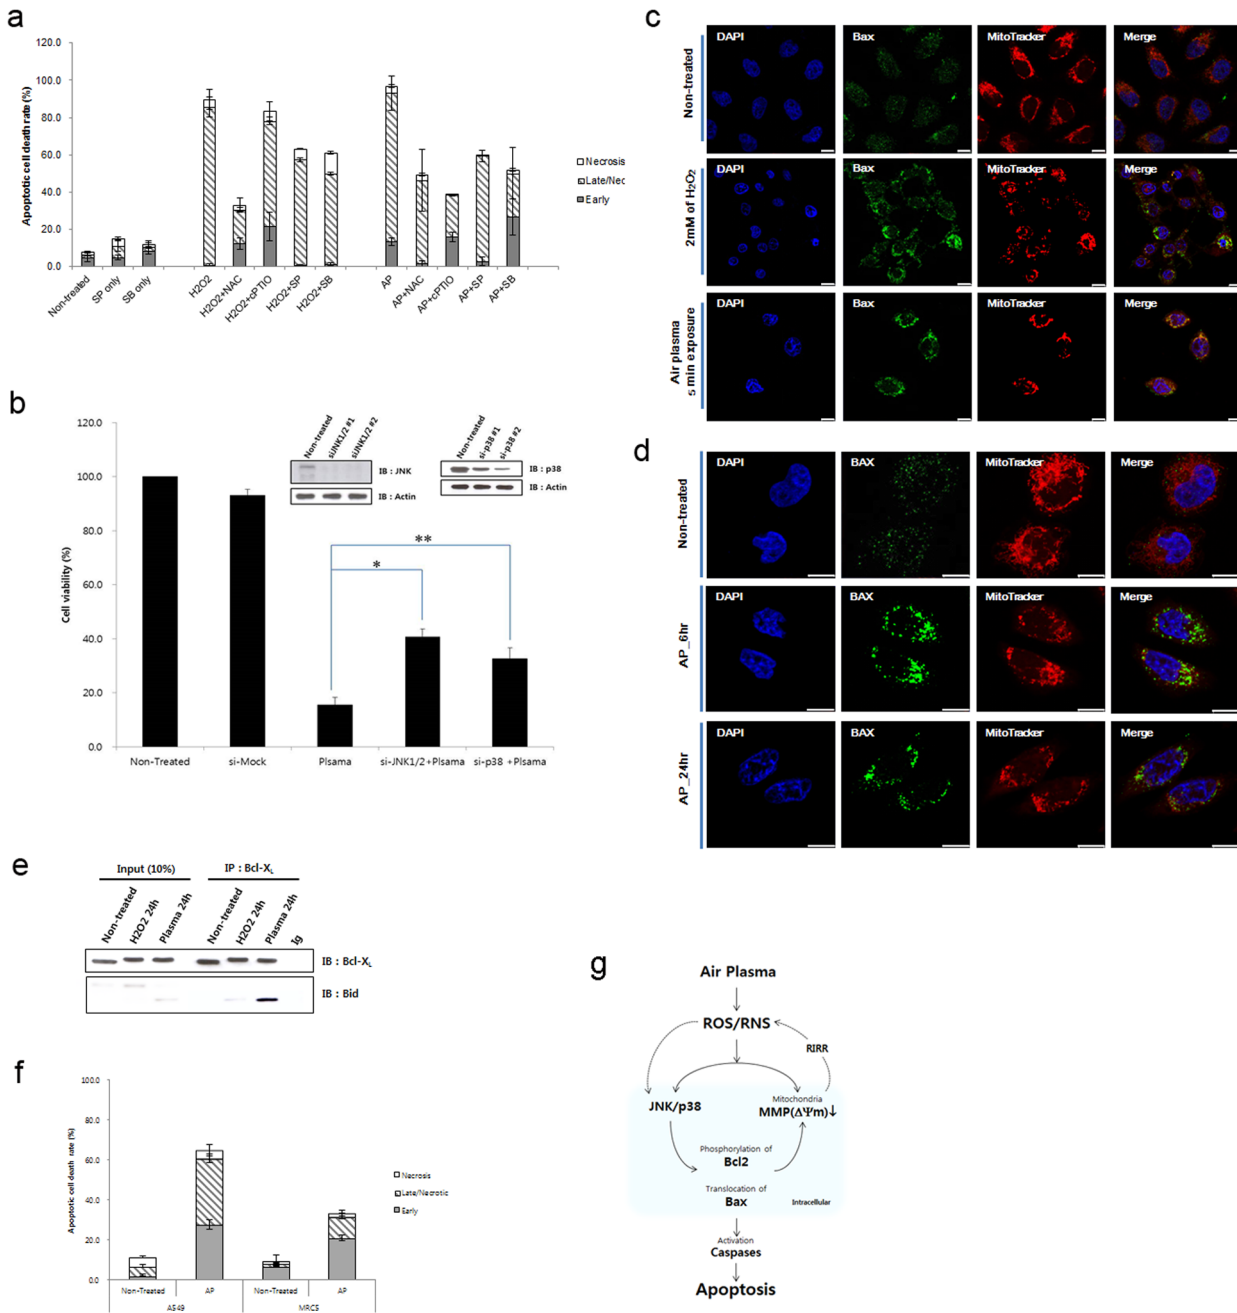 a
Apoptotic cell death rate (%)
120.0
100.0
80.0
60.0
40.0
20.0
0.0
Non-treated
SP only
SB only
H2O2
H2O2+NAC
H2O2+cPTIO
H2O2+SP
H2O2+SB
AP
AP+NAC
AP+cPTIO
AP+SP
AP+SB
Necrosis
Late/Nec
Early
b
Cell viability (%)
120.0
100.0
80.0
60.0
40.0
20.0
0.0
Non-Treated
si-Mock
Plsama
si-JNK1/2+Plsama
si-p38 +Plsama
*
**
Non-treated
siJNK1/2 #1
siJNK1/2 #2
IB : JNK
IB : Actin
Non-treated
si-p38 #1
si-p38 #2
IB : p38
IB : Actin
c
Non-treated
DAPI
Bax
MitoTracker
Merge
2mM of H₂O₂
DAPI
Bax
MitoTracker
Merge
Air plasma
5 min exposure
DAPI
Bax
MitoTracker
Merge
d
Non-treated
DAPI
BAX
MitoTracker
Merge
AP_6hr
DAPI
BAX
MitoTracker
Merge
AP_24hr
DAPI
BAX
MitoTracker
Merge
e
Input (10%)
IP : Bcl-X_L
Non-treated
H2O2 24h
Plasma 24h
Non-treated
H2O2 24h
Plasma 24h
Ig
IB : Bcl-X_L
IB : Bid
f
Apoptotic cell death rate (%)
100.0
80.0
60.0
40.0
20.0
0.0
Non-Treated
AP
Non-Treated
AP
A549
MRC5
Necrosis
Late/Necrotic
Early
g
Air Plasma
ROS/RNS
RIRR
JNK/p38
Mitochondria
MMP(ΔΨm)↓
Phosphorylation of
Bcl2
Translocation of
Bax
Intracellular
Activation
Caspases
Apoptosis